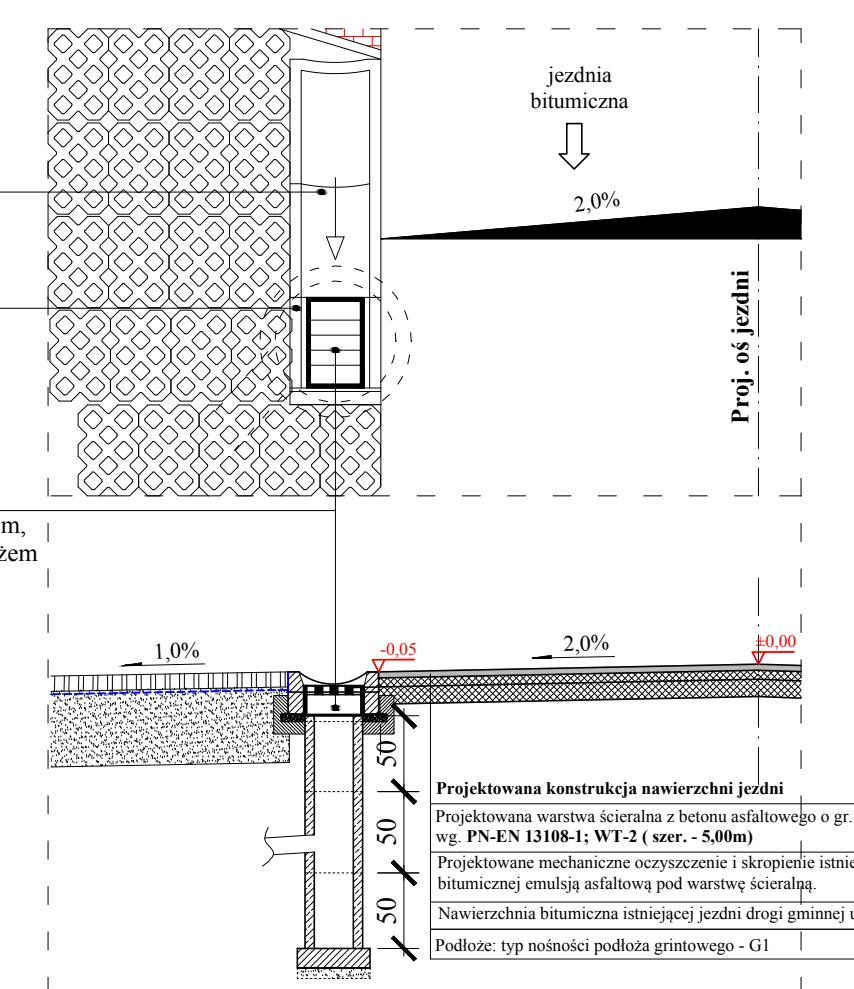 jezdnia
bitumiczna
2,0%
Proj. oś jezdni
m,
żem
1,0%
-0,05
2,0%
±0,00
50
50
50
Projektowana konstrukcja nawierzchni jezdni
Projektowana warstwa ścieralna z betonu asfaltowego o gr.
wg. PN-EN 13108-1; WT-2 ( szer. - 5,00m)
Projektowane mechaniczne oczyszczenie i skropienie istnie
bitumicznej emulsją asfaltową pod warstwę ścieralną.
Nawierzchnia bitumiczna istniejącej jezdni drogi gminnej u
Podłoże: typ nośności podłoża grintowego - G1